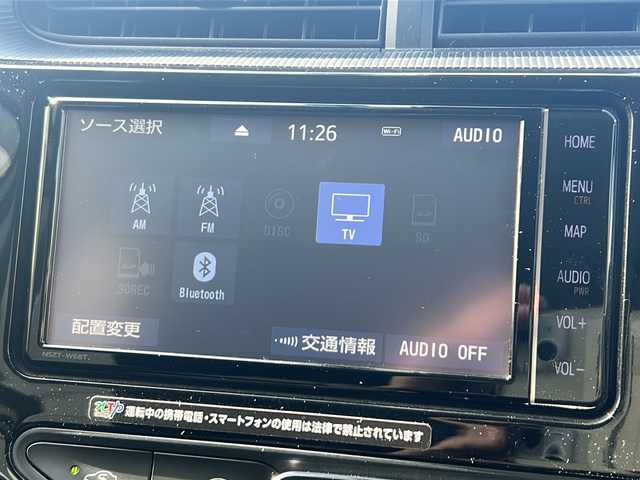 ソース選択
11:26
Wi-Fi
AUDIO
AM
FM
DISC
TV
SD
SDREC
Bluetooth
配置変更
交通情報
AUDIO OFF
NSZT-W66T
HOME
MENU
CTRL
MAP
AUDIO
PWR
VOL+
VOL-
運転中の携帯電話・スマートフォンの使用は法律で禁止されています